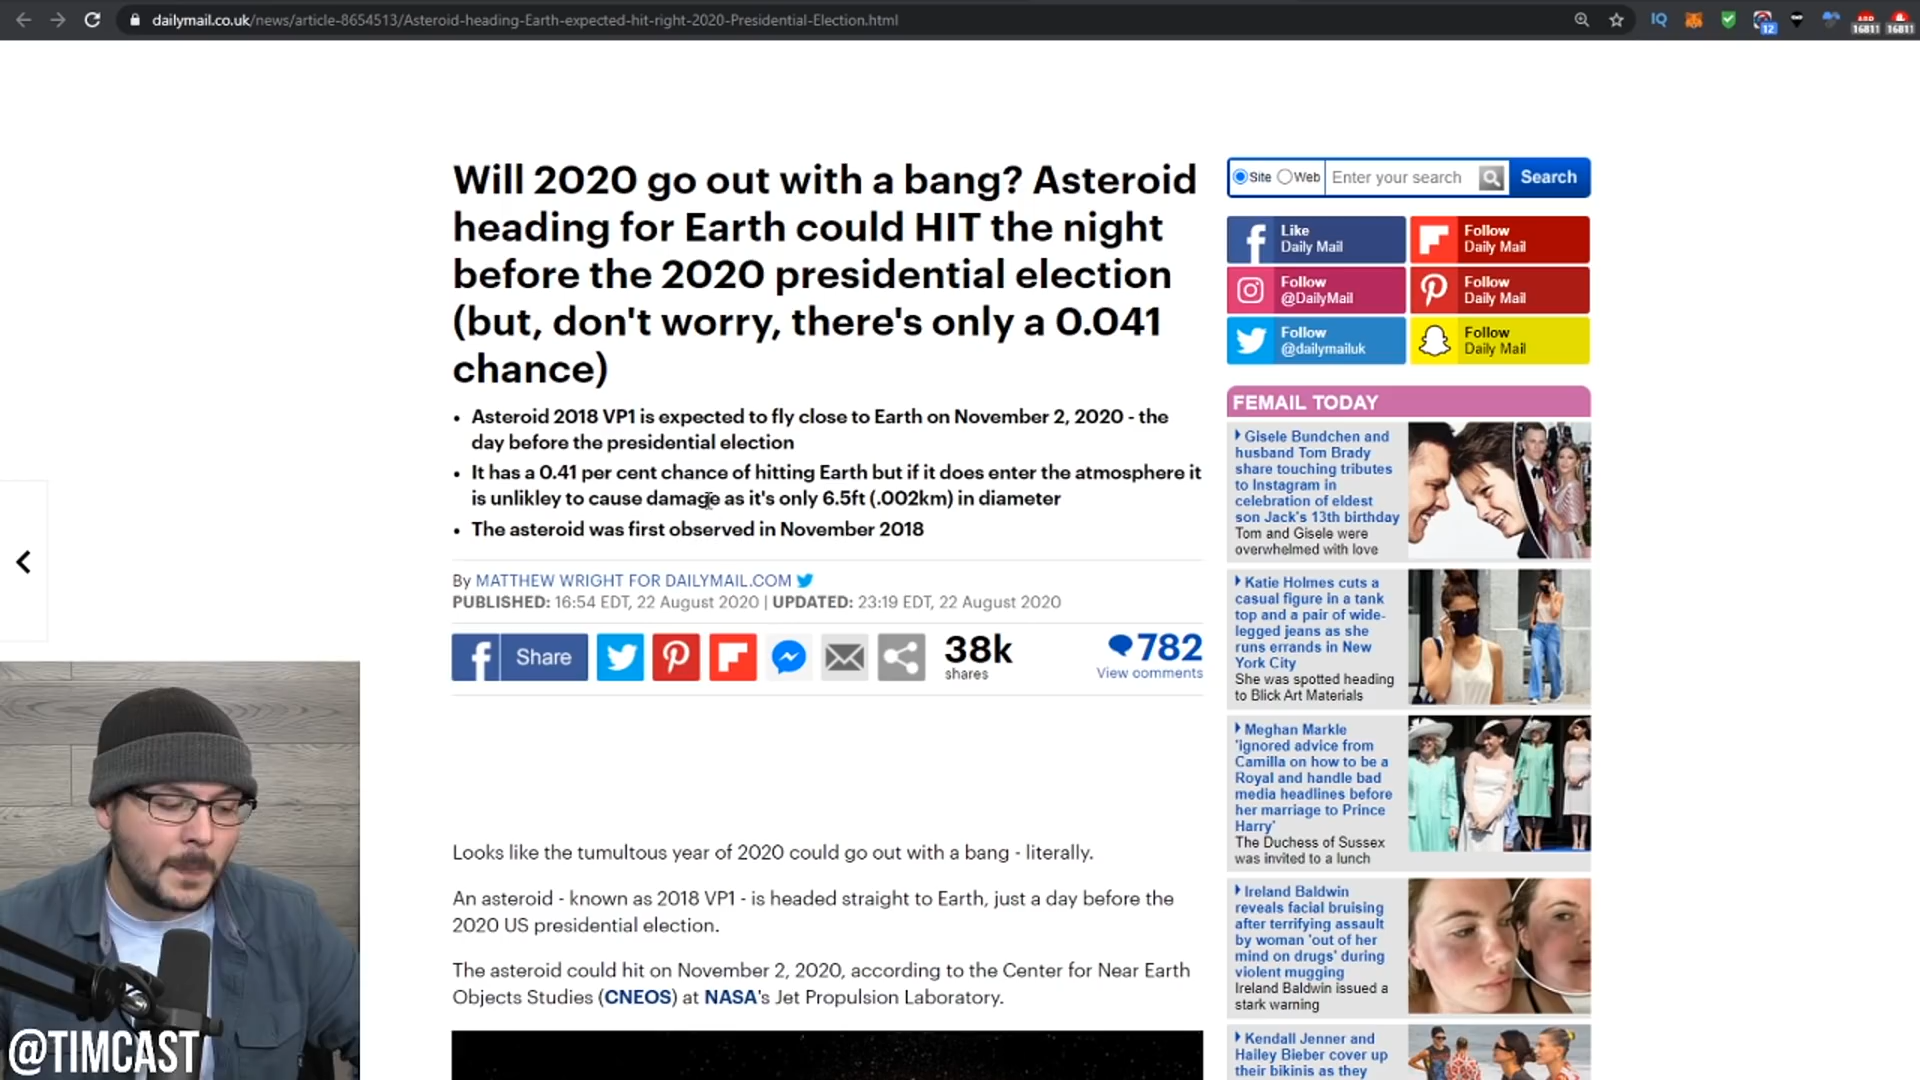 dailymail.co.uk/news/article-8654513/Asteroid-heading-Earth-expected-hit-right-2020-Presidential-Election.html
IQ
12
ABD
16811
16811
Will 2020 go out with a bang? Asteroid
heading for Earth could HIT the night
before the 2020 presidential election
(but, don't worry, there's only a 0.041
chance)
• Asteroid 2018 VP1 is expected to fly close to Earth on November 2, 2020 - the
day before the presidential election
• It has a 0.41 per cent chance of hitting Earth but if it does enter the atmosphere it
is unlikley to cause damage as it's only 6.5ft (.002km) in diameter
• The asteroid was first observed in November 2018
By MATTHEW WRIGHT FOR DAILYMAIL.COM
PUBLISHED: 16:54 EDT, 22 August 2020 | UPDATED: 23:19 EDT, 22 August 2020
Share
38k
shares
782
View comments
Looks like the tumultous year of 2020 could go out with a bang - literally.
An asteroid - known as 2018 VP1 - is headed straight to Earth, just a day before the
2020 US presidential election.
The asteroid could hit on November 2, 2020, according to the Center for Near Earth
Objects Studies (CNEOS) at NASA's Jet Propulsion Laboratory.
Site Web Enter your search Search
Like
Daily Mail
Follow
Daily Mail
Follow
@DailyMail
Follow
Daily Mail
Follow
@dailymailuk
Follow
Daily Mail
FEMAIL TODAY
Gisele Bundchen and
husband Tom Brady
share touching tributes
to Instagram in
celebration of eldest
son Jack's 13th birthday
Tom and Gisele were
overwhelmed with love
Katie Holmes cuts a
casual figure in a tank
top and a pair of wide-
legged jeans as she
runs errands in New
York City
She was spotted heading
to Blick Art Materials
Meghan Markle
'ignored advice from
Camilla on how to be a
Royal and handle bad
media headlines before
her marriage to Prince
Harry'
The Duchess of Sussex
was invited to a lunch
Ireland Baldwin
reveals facial bruising
after terrifying assault
by woman 'out of her
mind on drugs' during
violent mugging
Ireland Baldwin issued a
stark warning
Kendall Jenner and
Hailey Bieber cover up
their bikinis as they
@TIMCAST